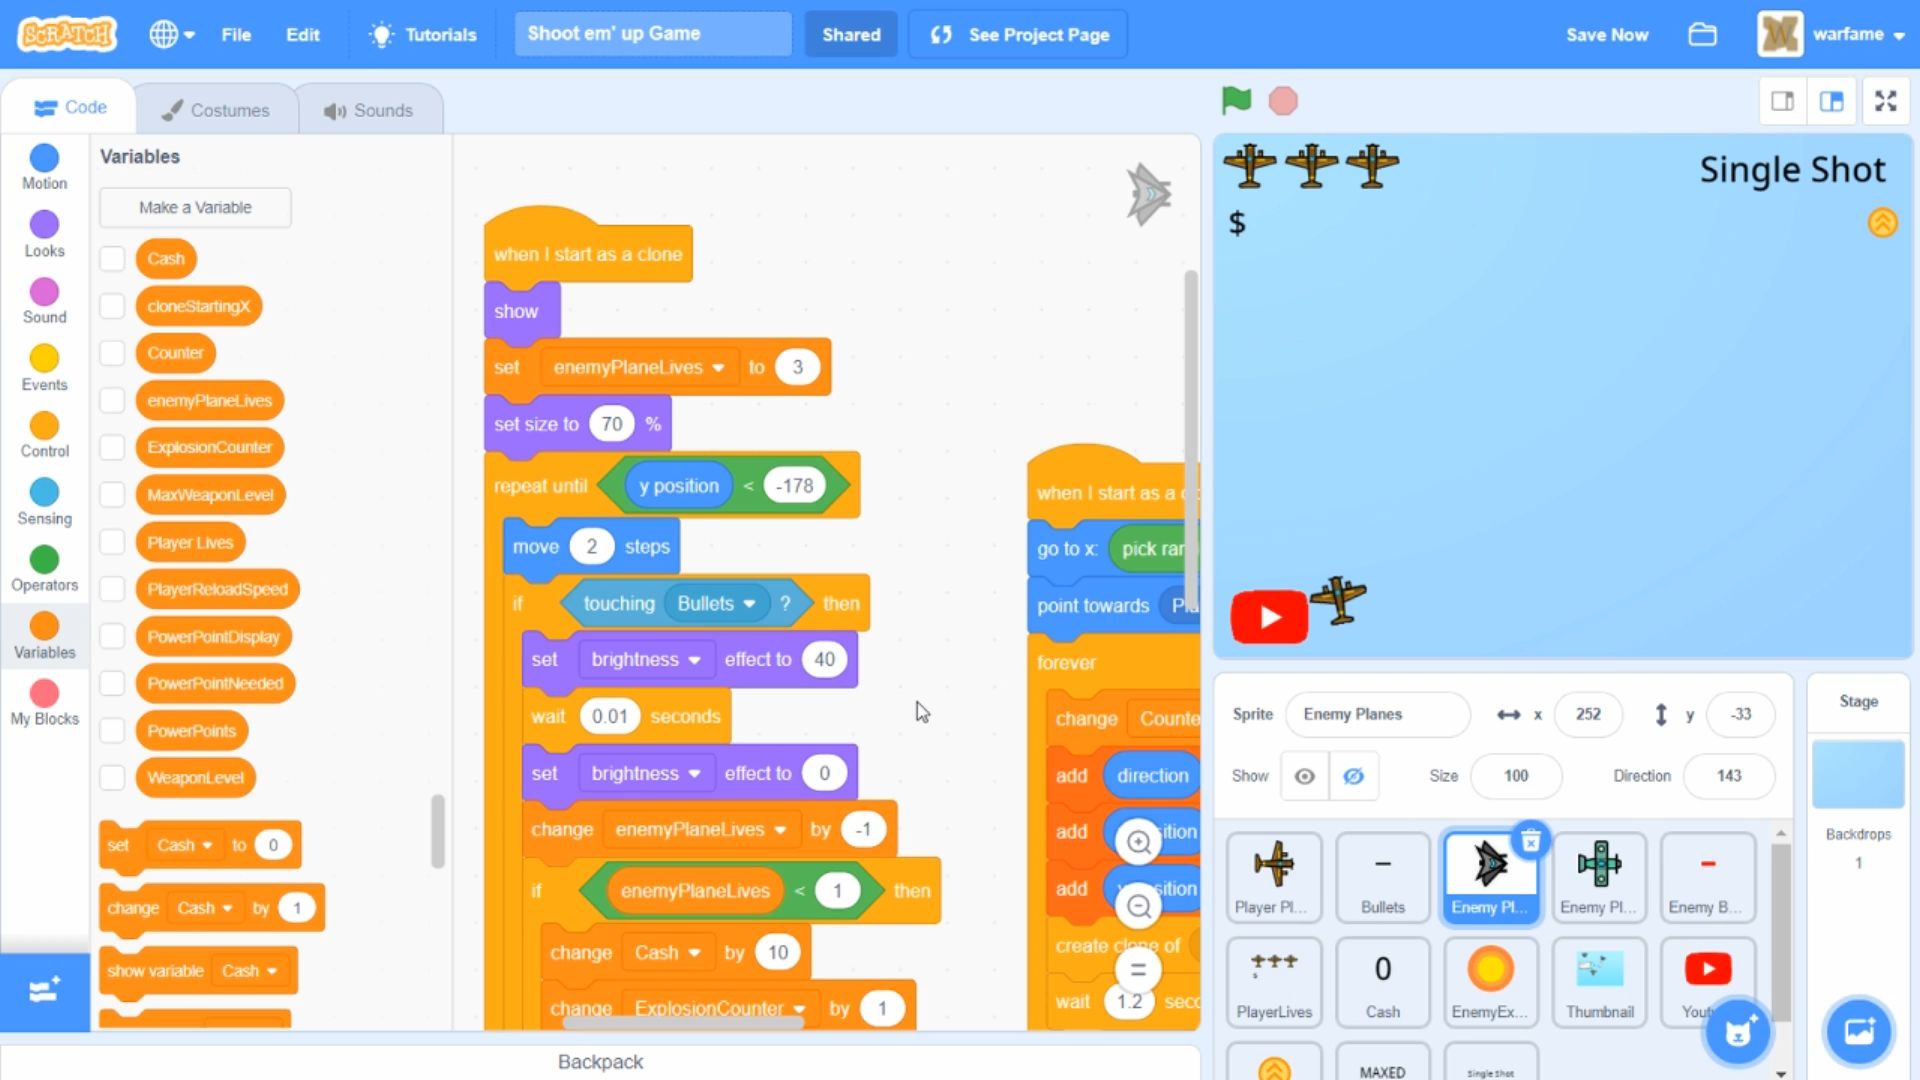 SCRATCH
File
Edit
Tutorials
Shoot em' up Game
Shared
See Project Page
Save Now
warfame
Code
Costumes
Sounds
Motion
Looks
Sound
Events
Control
Sensing
Operators
Variables
My Blocks
Variables
Make a Variable
Cash
cloneStartingX
Counter
enemyPlaneLives
ExplosionCounter
MaxWeaponLevel
Player Lives
PlayerReloadSpeed
PowerPointDisplay
PowerPointNeeded
PowerPoints
WeaponLevel
set Cash to 0
change Cash by 1
show variable Cash
when I start as a clone
show
set enemyPlaneLives to 3
set size to 70 %
repeat until y position < -178
move 2 steps
if touching Bullets ? then
set brightness effect to 40
wait 0.01 seconds
set brightness effect to 0
change enemyPlaneLives by -1
if enemyPlaneLives < 1 then
change Cash by 10
change ExplosionCounter by 1
when I start as a
go to x: pick
point towards
forever
change
add direction
add
add
create clone of
wait 1.2
Backpack
Single Shot
$
Sprite Enemy Planes x 252 y -33
Show Size 100 Direction 143
Player Pl...
Bullets
Enemy Pl...
Enemy Pl...
Enemy B...
PlayerLives
0
Cash
EnemyEx...
Thumbnail
MAXED
Single Shot
Stage
Backdrops
1